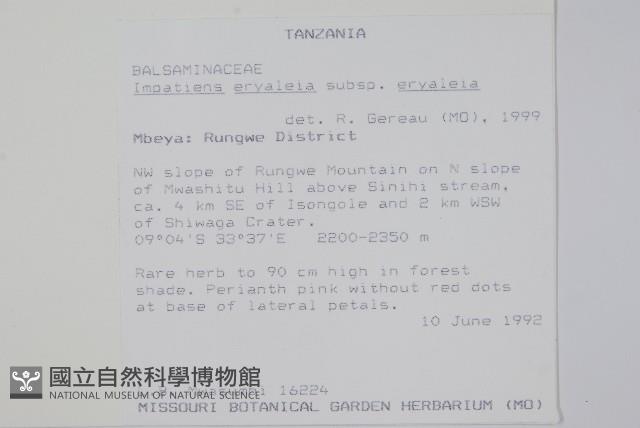 TANZANIA
BALSAMINACEAE
Impatiens eryaleia subsp. eryaleia
det. R. Gereau (MO), 1999
Mbeya: Rungwe District
NW slope of Rungwe Mountain on N slope
of Mwashitu Hill above Sinihi stream,
ca. 4 km SE of Isongole and 2 km WSW
of Shiwaga Crater.
09°04'S 33°37'E 2200-2350 m
Rare herb to 90 cm high in forest
shade. Perianth pink without red dots
at base of lateral petals.
10 June 1992
國立自然科學博物館
NATIONAL MUSEUM OF NATURAL SCIENCE
16224
MISSOURI BOTANICAL GARDEN HERBARIUM (MO)